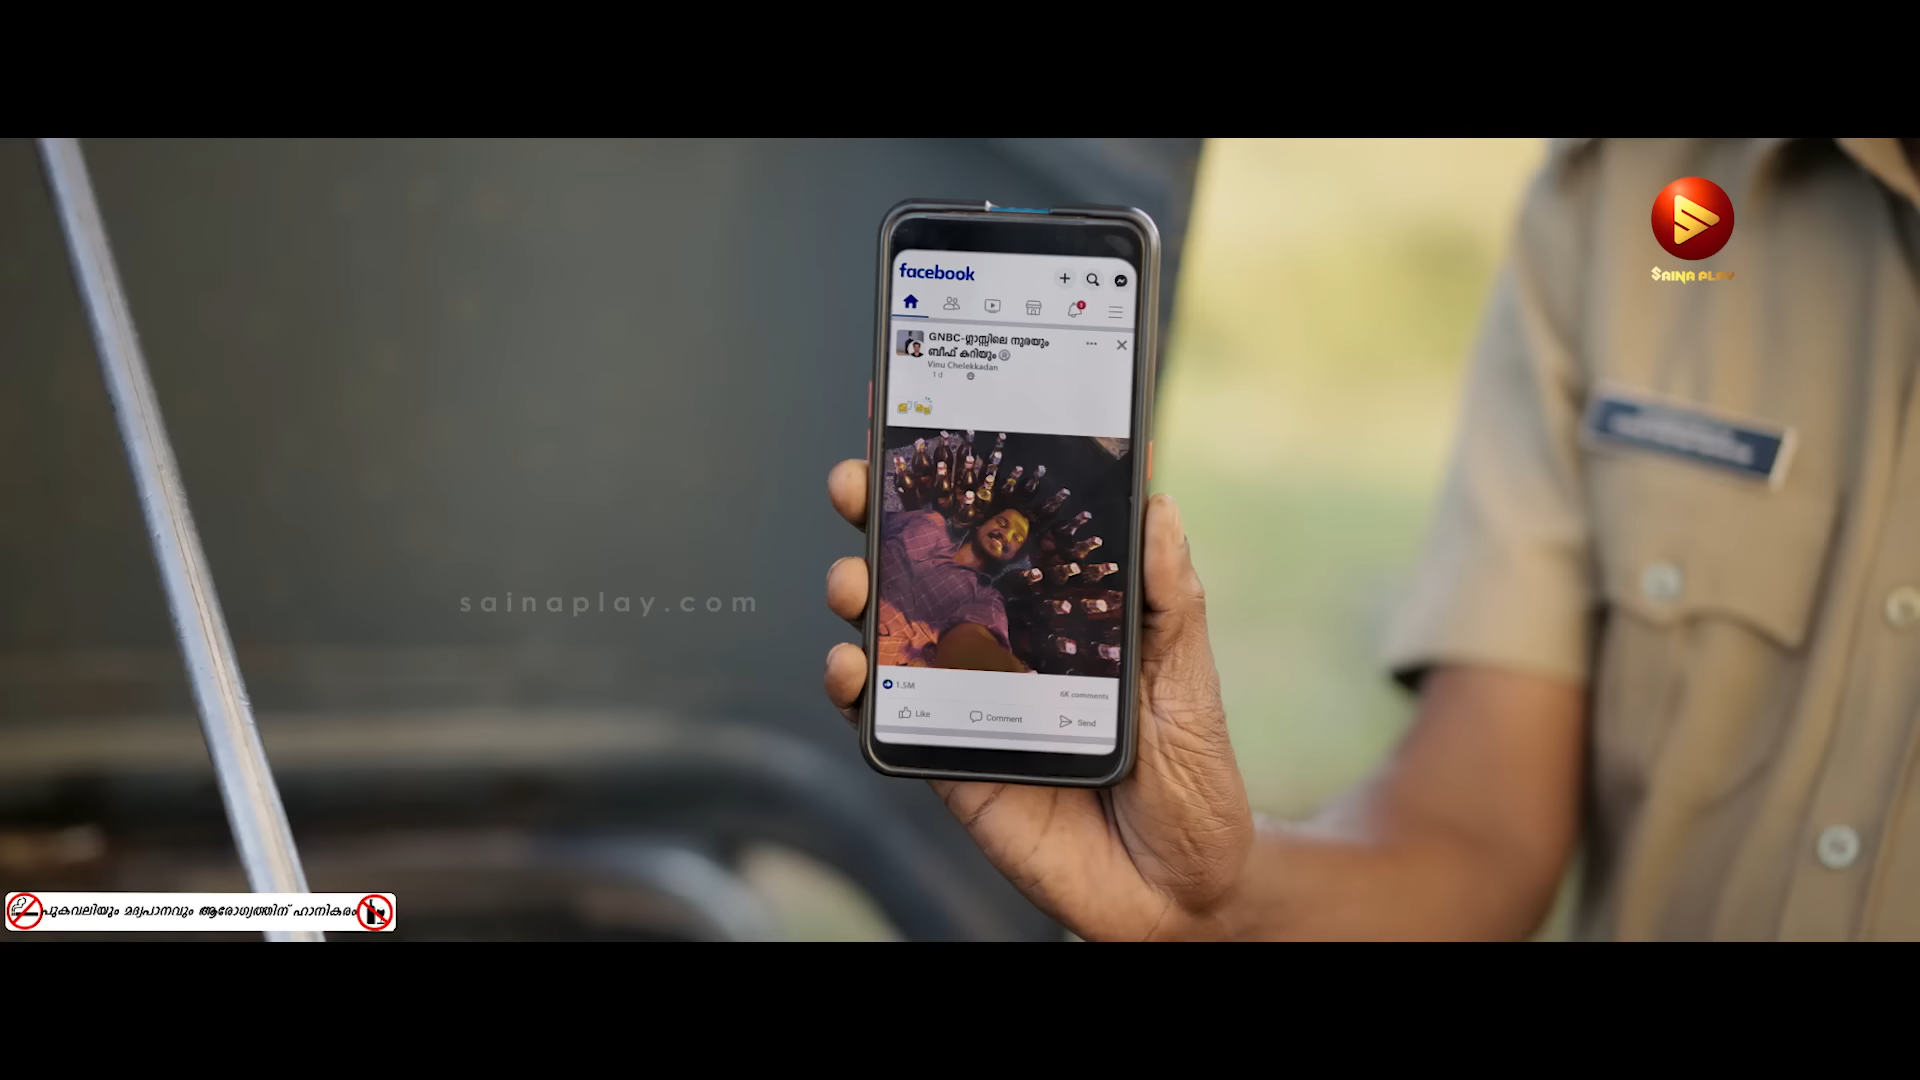 SAINA PLAY
facebook
GNBC-ഗ്ലാസ്സിലെ നുരയും
ബീഫ് കറിയും ®
Vinu Chelekkadan
1 d
sainaplay.com
1.5M
6K comments
Like
Comment
Send
പുകവലിയും മദ്യപാനവും ആരോഗ്യത്തിന് ഹാനികരം